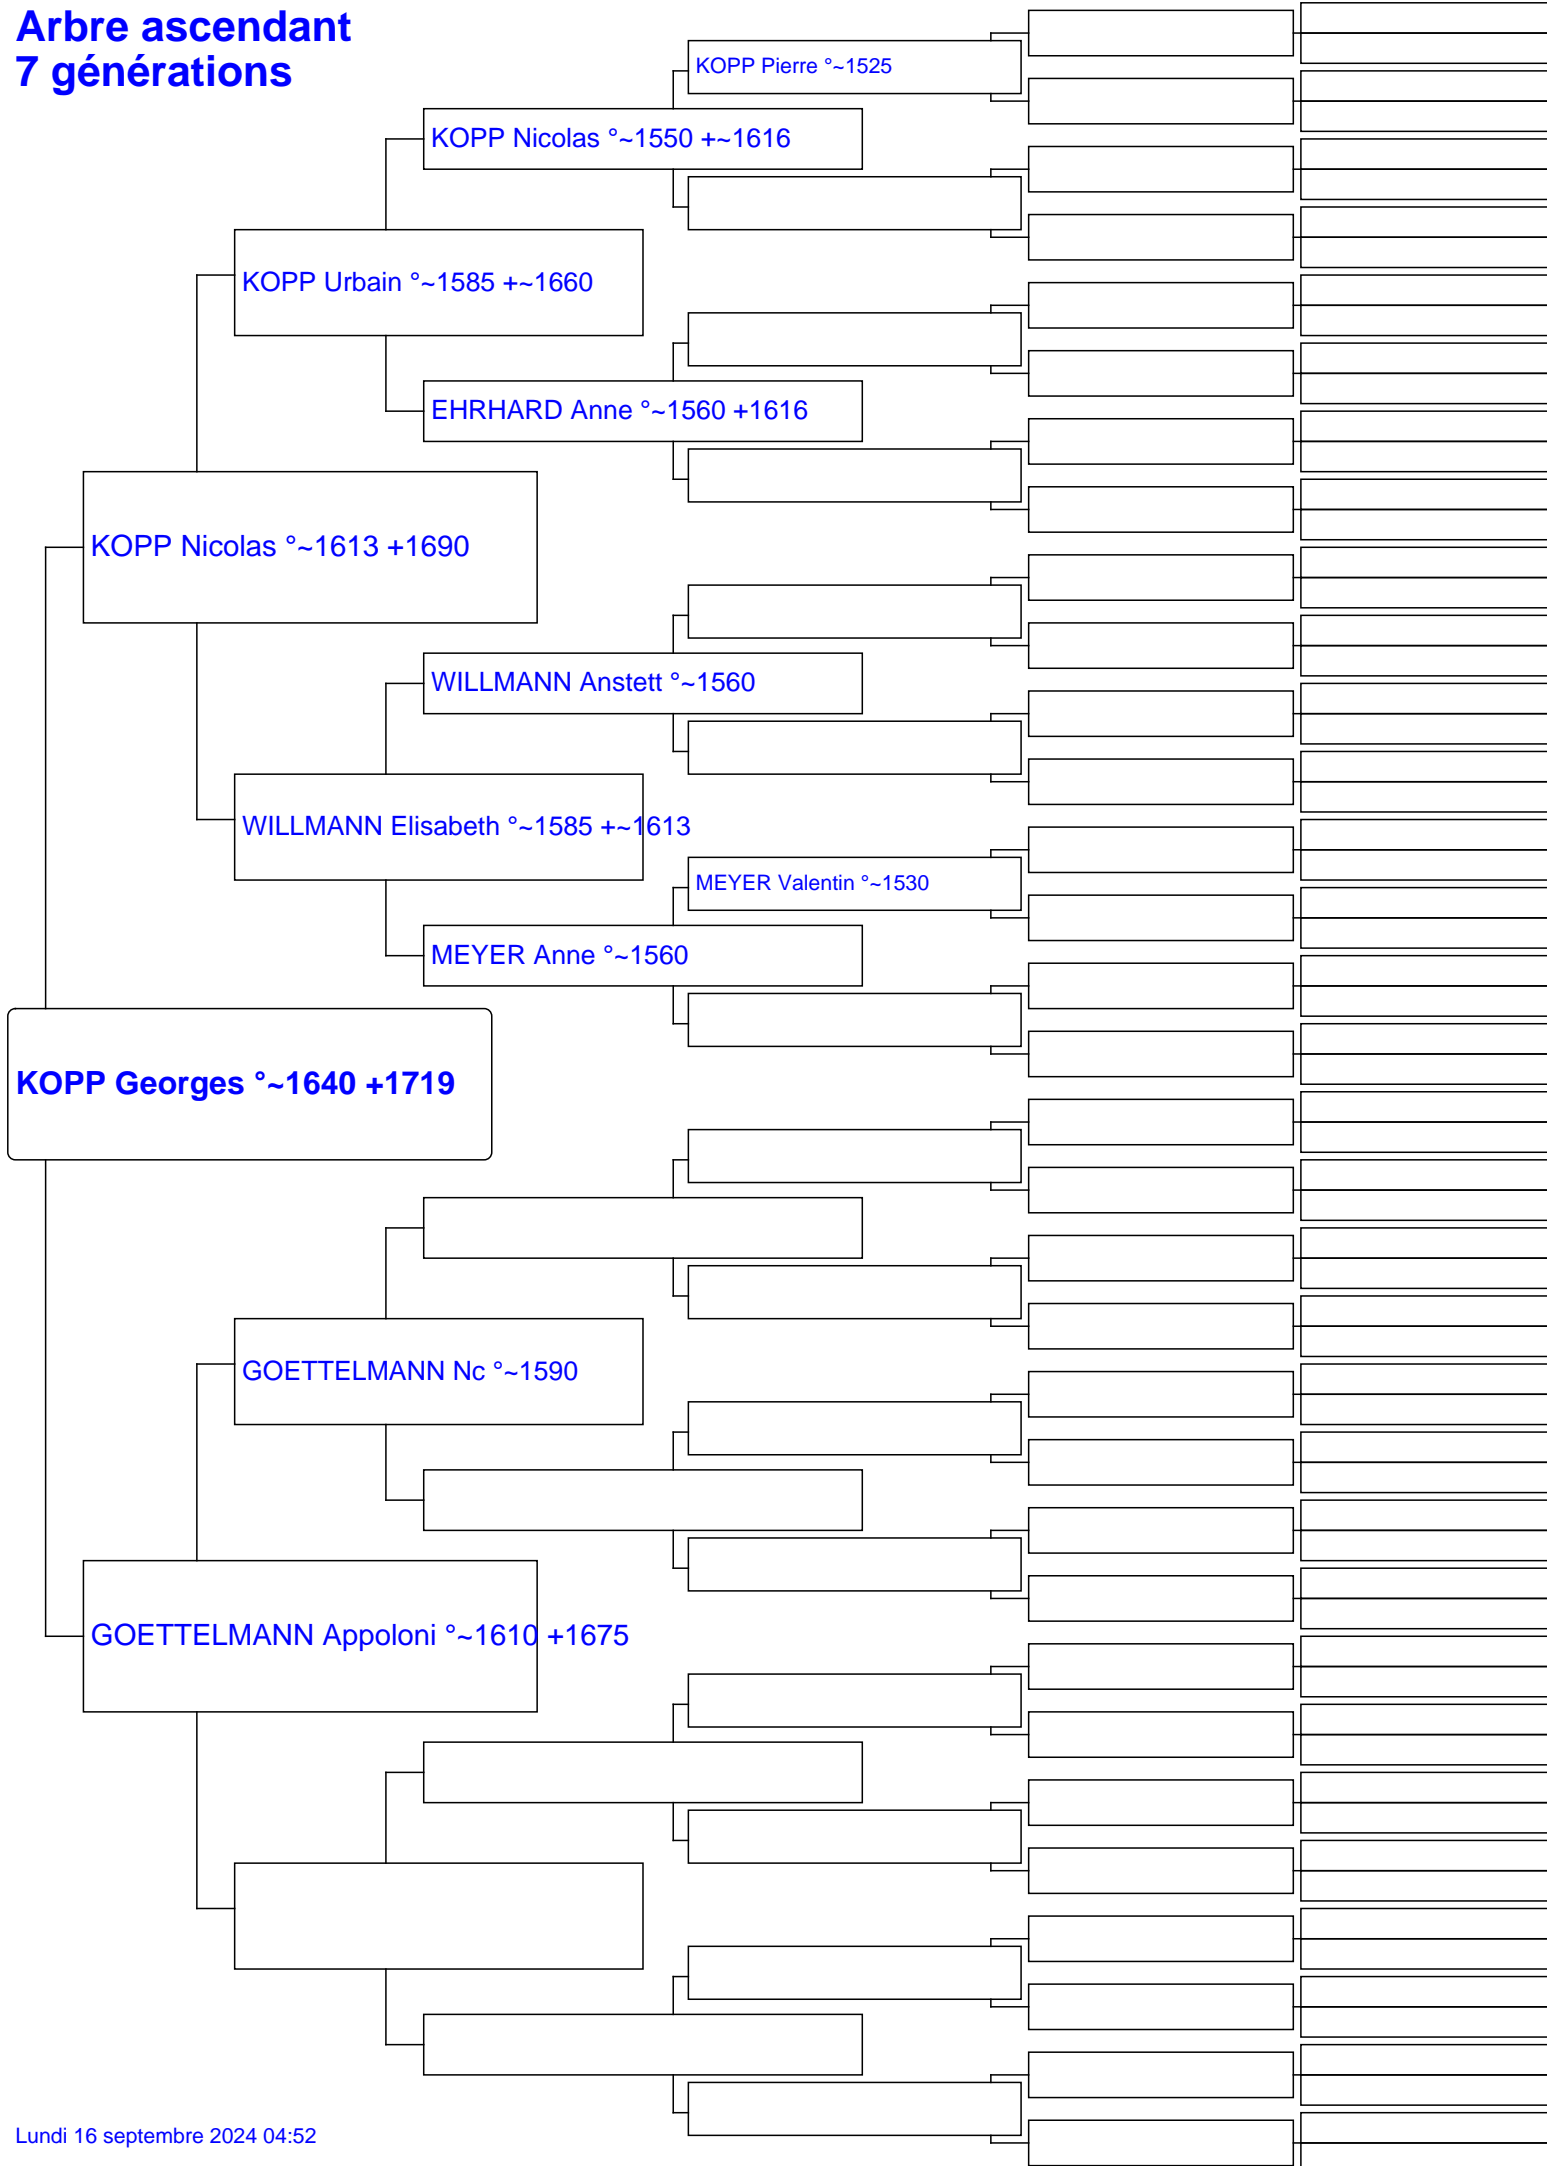 Arbre ascendant
7 générations
KOPP Pierre °~1525
KOPP Nicolas °~1550 +~1616
KOPP Urbain °~1585 +~1660
EHRHARD Anne °~1560 +1616
KOPP Nicolas °~1613 +1690
WILLMANN Anstett °~1560
WILLMANN Elisabeth °~1585 +~1613
MEYER Valentin °~1530
MEYER Anne °~1560
KOPP Georges °~1640 +1719
GOETTELMANN Nc °~1590
GOETTELMANN Appoloni °~1610 +1675
Lundi 16 septembre 2024 04:52